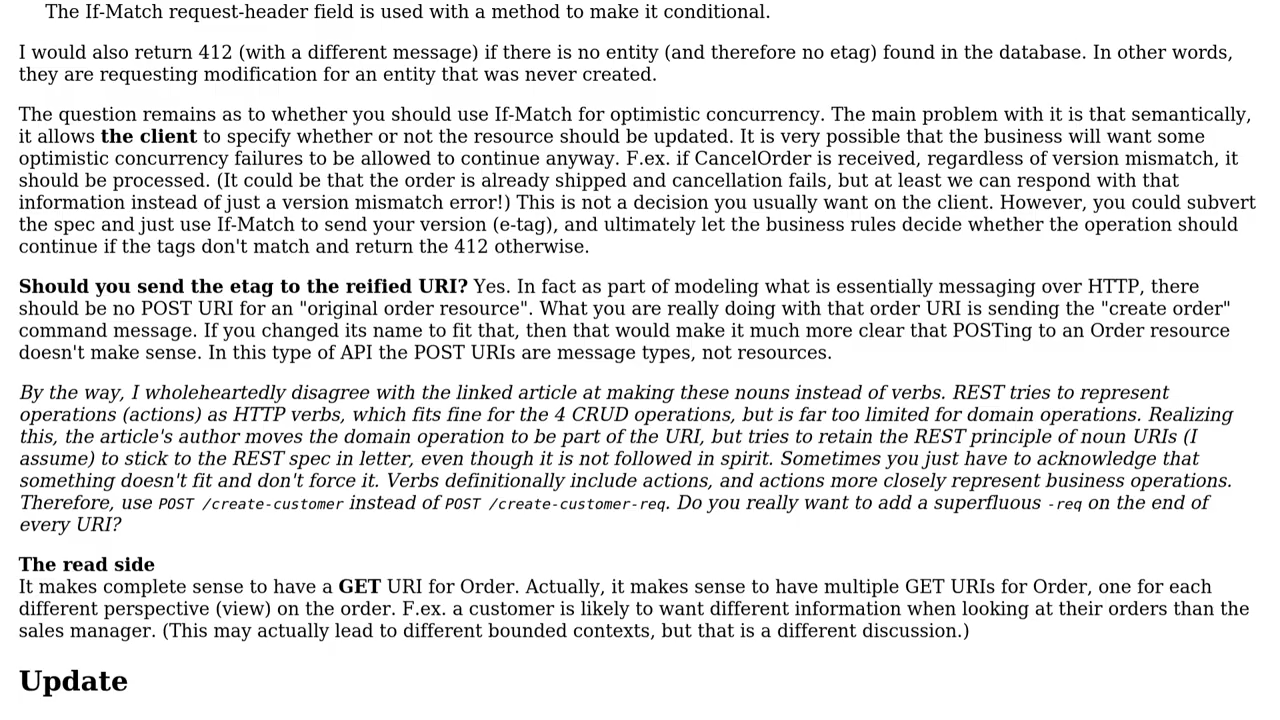 The If-Match request-header field is used with a method to make it conditional.
I would also return 412 (with a different message) if there is no entity (and therefore no etag) found in the database. In other words,
they are requesting modification for an entity that was never created.
The question remains as to whether you should use If-Match for optimistic concurrency. The main problem with it is that semantically,
it allows the client to specify whether or not the resource should be updated. It is very possible that the business will want some
optimistic concurrency failures to be allowed to continue anyway. F.ex. if CancelOrder is received, regardless of version mismatch, it
should be processed. (It could be that the order is already shipped and cancellation fails, but at least we can respond with that
information instead of just a version mismatch error!) This is not a decision you usually want on the client. However, you could subvert
the spec and just use If-Match to send your version (e-tag), and ultimately let the business rules decide whether the operation should
continue if the tags don't match and return the 412 otherwise.
Should you send the etag to the reified URI? Yes. In fact as part of modeling what is essentially messaging over HTTP, there
should be no POST URI for an "original order resource". What you are really doing with that order URI is sending the "create order"
command message. If you changed its name to fit that, then that would make it much more clear that POSTing to an Order resource
doesn't make sense. In this type of API the POST URIs are message types, not resources.
By the way, I wholeheartedly disagree with the linked article at making these nouns instead of verbs. REST tries to represent
operations (actions) as HTTP verbs, which fits fine for the 4 CRUD operations, but is far too limited for domain operations. Realizing
this, the article's author moves the domain operation to be part of the URI, but tries to retain the REST principle of noun URIs (I
assume) to stick to the REST spec in letter, even though it is not followed in spirit. Sometimes you just have to acknowledge that
something doesn't fit and don't force it. Verbs definitionally include actions, and actions more closely represent business operations.
Therefore, use POST /create-customer instead of POST /create-customer-req. Do you really want to add a superfluous -req on the end of
every URI?
The read side
It makes complete sense to have a GET URI for Order. Actually, it makes sense to have multiple GET URIs for Order, one for each
different perspective (view) on the order. F.ex. a customer is likely to want different information when looking at their orders than the
sales manager. (This may actually lead to different bounded contexts, but that is a different discussion.)
Update